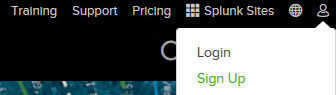 Training Support Pricing Splunk Sites
Login
Sign Up